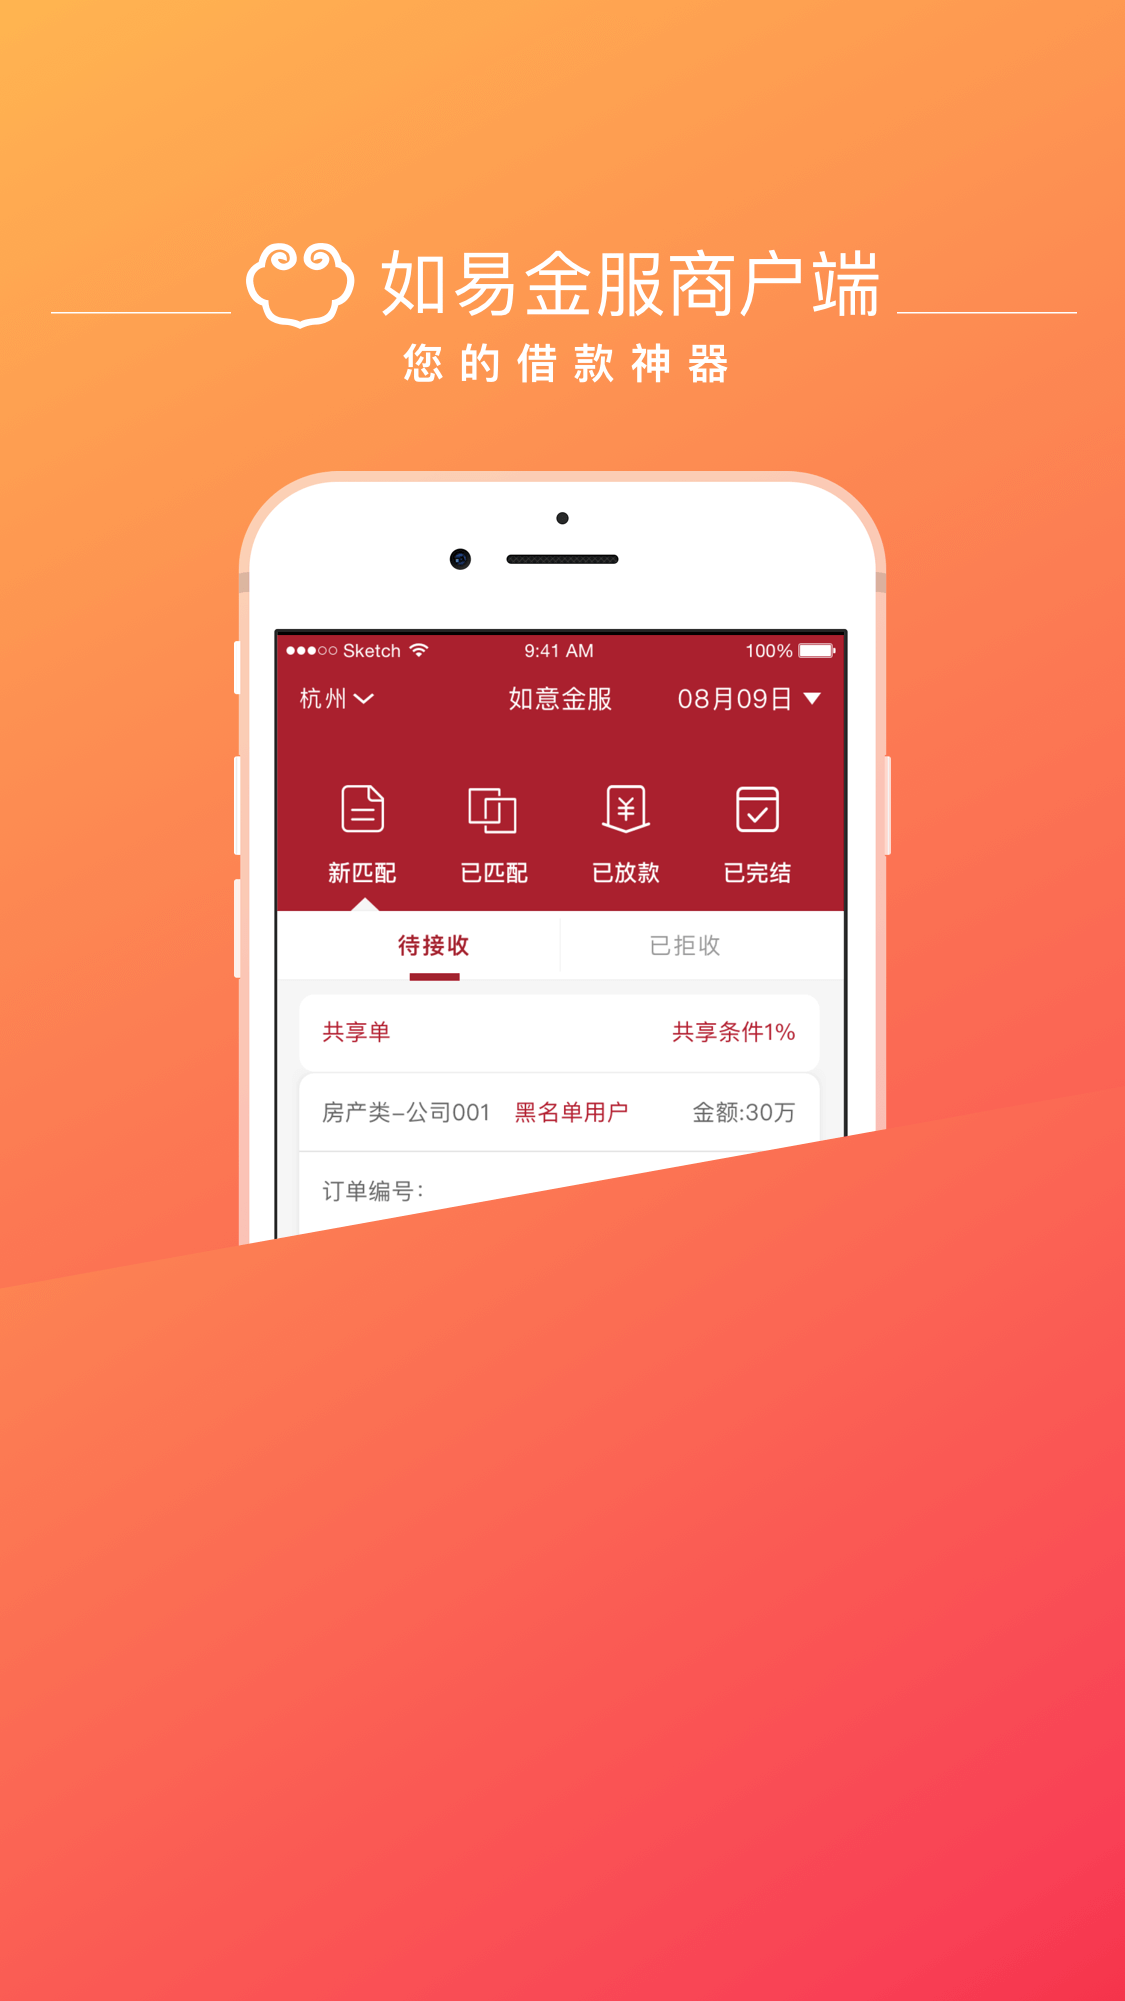 如易金服商户端
您的借款神器
Sketch 9:41 AM 100%
杭州 如意金服 08月09日
新匹配 已匹配 已放款 已完结
待接收 已拒收
共享单 共享条件1%
房产类-公司001 黑名单用户 金额:30万
订单编号: